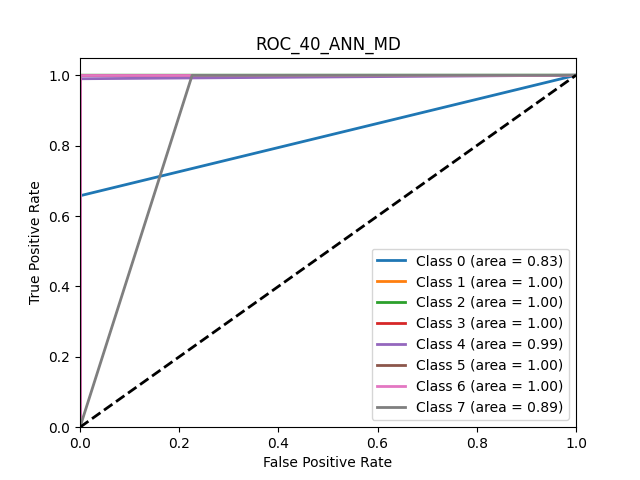 ROC_40_ANN_MD
True Positive Rate
1.0
0.8
0.6
0.4
0.2
0.0
Class 0 (area = 0.83)
Class 1 (area = 1.00)
Class 2 (area = 1.00)
Class 3 (area = 1.00)
Class 4 (area = 0.99)
Class 5 (area = 1.00)
Class 6 (area = 1.00)
Class 7 (area = 0.89)
0.0 0.2 0.4 0.6 0.8 1.0
False Positive Rate